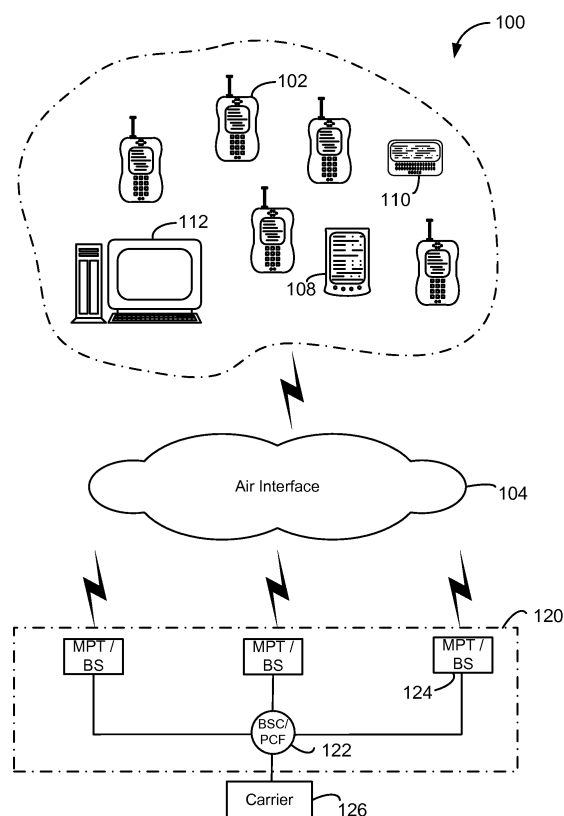 100
102
110
112
108
Air Interface
104
120
MPT /
BS
MPT /
BS
MPT /
BS
124
BSC/
PCF
122
Carrier
126